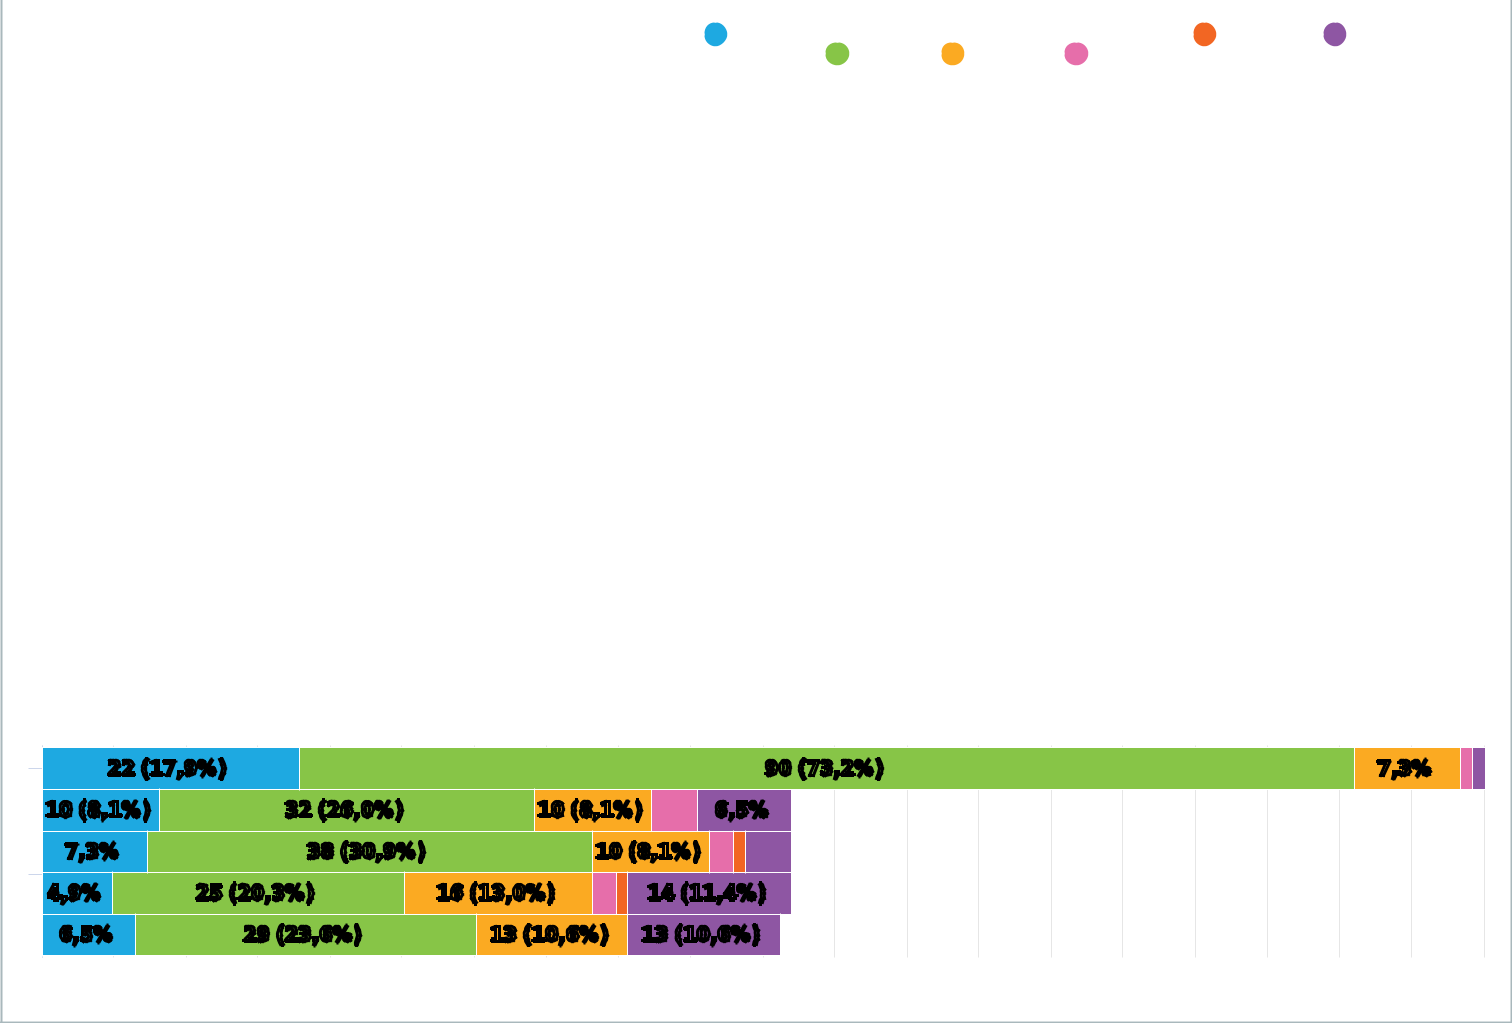 22 (17,9%) 90 (73,2%) 7,3%
10 (8,1%) 32 (26,0%) 10 (8,1%) 6,5%
7,3% 38 (30,9%) 10 (8,1%)
4,9% 25 (20,3%) 16 (13,0%) 14 (11,4%)
6,5% 29 (23,6%) 13 (10,6%) 13 (10,6%)